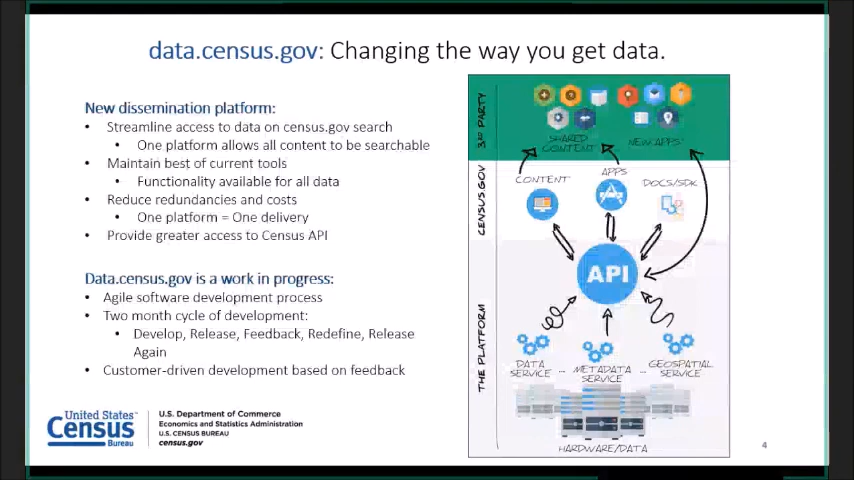 data.census.gov: Changing the way you get data.
New dissemination platform:
• Streamline access to data on census.gov search
• One platform allows all content to be searchable
• Maintain best of current tools
• Functionality available for all data
• Reduce redundancies and costs
• One platform = One delivery
• Provide greater access to Census API
Data.census.gov is a work in progress:
• Agile software development process
• Two month cycle of development:
• Develop, Release, Feedback, Redefine, Release
Again
• Customer-driven development based on feedback
3RD PARTY
SHARED
CONTENT
NEW APPS
CENSUS.GOV
CONTENT
APPS
DOCS/SDK
API
THE PLATFORM
DATA
SERVICE
...
METADATA
SERVICE
...
GEOSPATIAL
SERVICE
HARDWARE/DATA
United States™
Census
Bureau
U.S. Department of Commerce
Economics and Statistics Administration
U.S. CENSUS BUREAU
census.gov
4